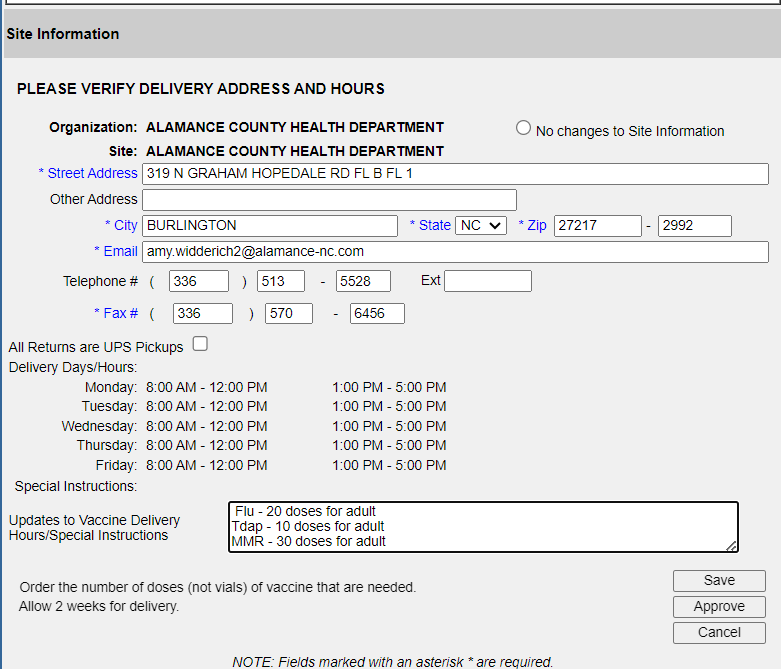 Site Information
PLEASE VERIFY DELIVERY ADDRESS AND HOURS
Organization: ALAMANCE COUNTY HEALTH DEPARTMENT
No changes to Site Information
Site: ALAMANCE COUNTY HEALTH DEPARTMENT
* Street Address 319 N GRAHAM HOPEDALE RD FL B FL 1
Other Address
* City BURLINGTON * State NC * Zip 27217 - 2992
* Email amy.widderich2@alamance-nc.com
Telephone # ( 336 ) 513 - 5528 Ext
* Fax # ( 336 ) 570 - 6456
All Returns are UPS Pickups
Delivery Days/Hours:
Monday: 8:00 AM - 12:00 PM 1:00 PM - 5:00 PM
Tuesday: 8:00 AM - 12:00 PM 1:00 PM - 5:00 PM
Wednesday: 8:00 AM - 12:00 PM 1:00 PM - 5:00 PM
Thursday: 8:00 AM - 12:00 PM 1:00 PM - 5:00 PM
Friday: 8:00 AM - 12:00 PM 1:00 PM - 5:00 PM
Special Instructions:
Updates to Vaccine Delivery
Hours/Special Instructions
Flu - 20 doses for adult
Tdap - 10 doses for adult
MMR - 30 doses for adult
Order the number of doses (not vials) of vaccine that are needed.
Allow 2 weeks for delivery.
Save
Approve
Cancel
NOTE: Fields marked with an asterisk * are required.